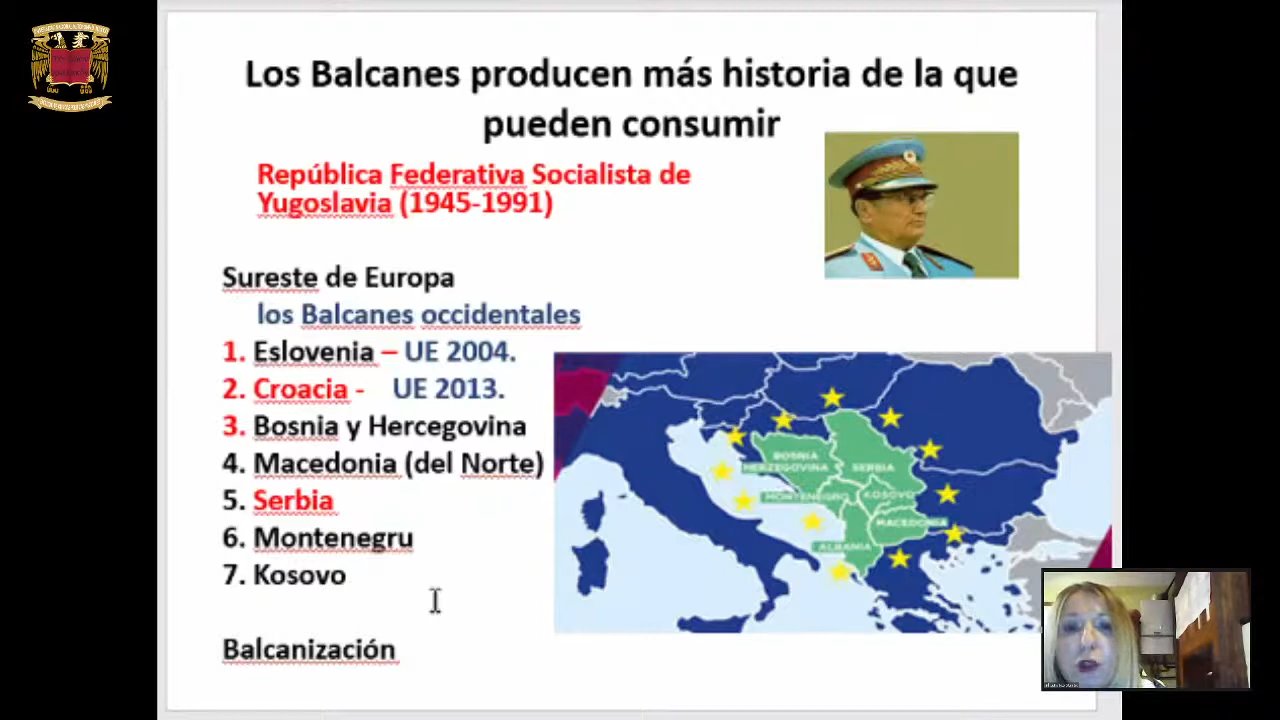 Los Balcanes producen más historia de la que
pueden consumir
República Federativa Socialista de
Yugoslavia (1945-1991)
Sureste de Europa
los Balcanes occidentales
1. Eslovenia – UE 2004.
2. Croacia - UE 2013.
3. Bosnia y Hercegovina
4. Macedonia (del Norte)
5. Serbia
6. Montenegru
7. Kosovo
Balcanización
BOSNIA
HERZEGOVINA
SERBIA
MONTENEGRO
KOSOVO
MACEDONIA
ALBANIA